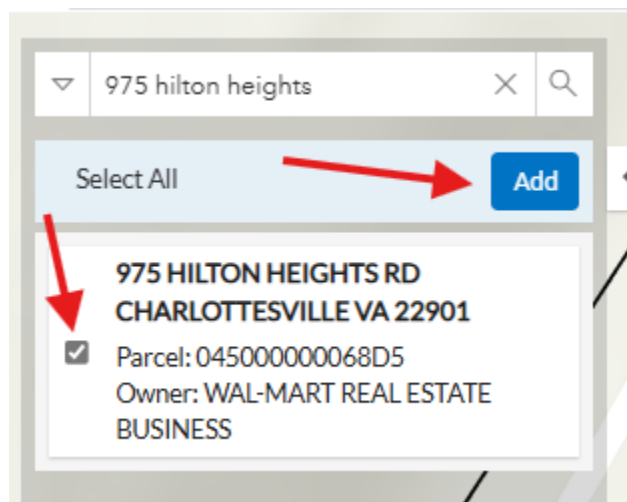 975 hilton heights
Select All
Add
975 HILTON HEIGHTS RD
CHARLOTTESVILLE VA 22901
Parcel: 045000000068D5
Owner: WAL-MART REAL ESTATE
BUSINESS